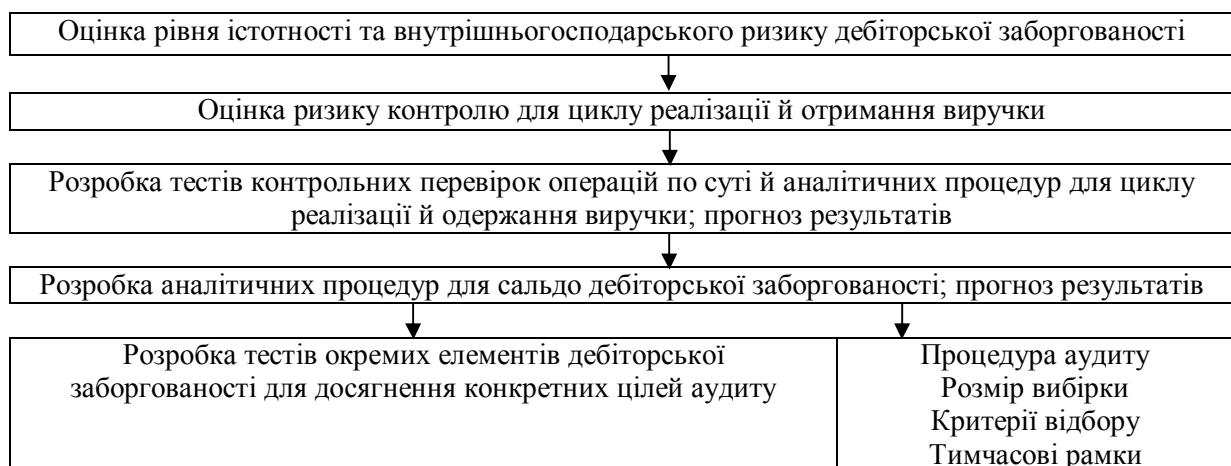 Оцінка рівня істотності та внутрішньогосподарського ризику дебіторської заборгованості
Оцінка ризику контролю для циклу реалізації й отримання виручки
Розробка тестів контрольних перевірок операцій по суті й аналітичних процедур для циклу
реалізації й одержання виручки; прогноз результатів
Розробка аналітичних процедур для сальдо дебіторської заборгованості; прогноз результатів
Розробка тестів окремих елементів дебіторської
заборгованості для досягнення конкретних цілей аудиту
Процедура аудиту
Розмір вибірки
Критерії відбору
Тимчасові рамки